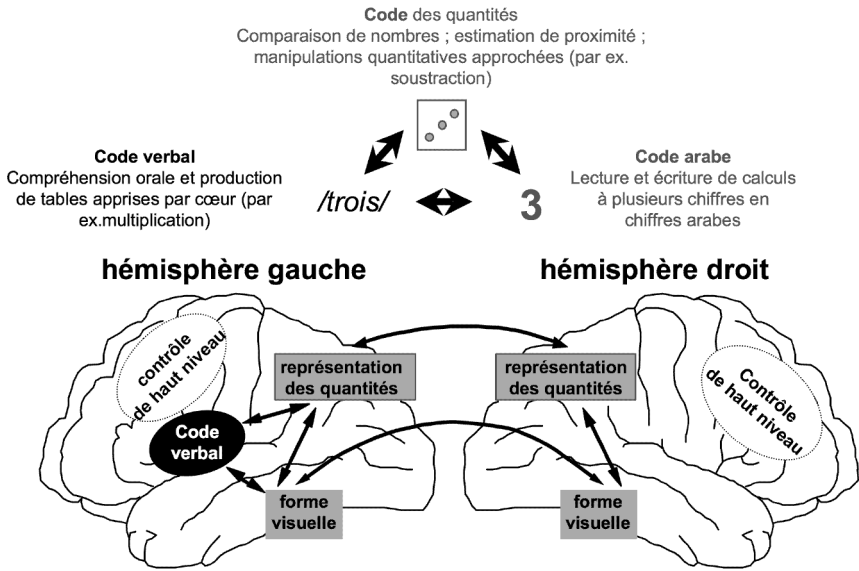 Code des quantités
Comparaison de nombres ; estimation de proximité ;
manipulations quantitatives approchées (par ex.
soustraction)
Code verbal
Compréhension orale et production
de tables apprises par cœur (par
ex.multiplication)
/trois/
3
Code arabe
Lecture et écriture de calculs
à plusieurs chiffres en
chiffres arabes
hémisphère gauche
hémisphère droit
contrôle
de haut niveau
représentation
des quantités
Code
verbal
forme
visuelle
représentation
des quantités
Contrôle
de haut niveau
forme
visuelle